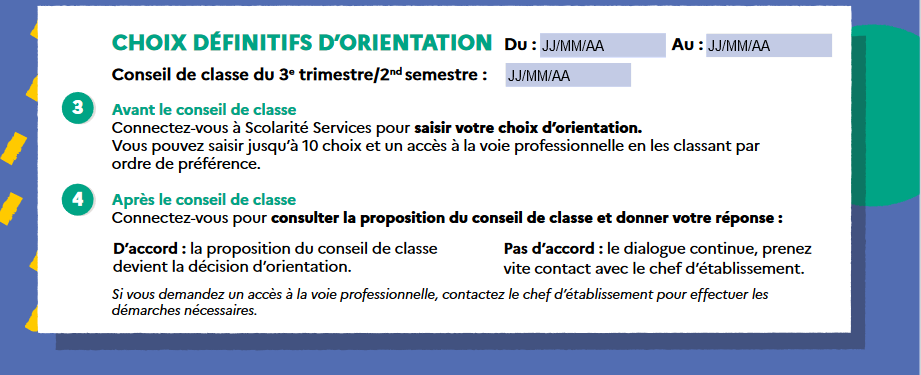 CHOIX DÉFINITIFS D'ORIENTATION Du : JJ/MM/AA Au : JJ/MM/AA
Conseil de classe du 3e trimestre/2nd semestre : JJ/MM/AA
3 Avant le conseil de classe
Connectez-vous à Scolarité Services pour saisir votre choix d'orientation.
Vous pouvez saisir jusqu'à 10 choix et un accès à la voie professionnelle en les classant par
ordre de préférence.
4 Après le conseil de classe
Connectez-vous pour consulter la proposition du conseil de classe et donner votre réponse :
D'accord : la proposition du conseil de classe
devient la décision d'orientation.
Pas d'accord : le dialogue continue, prenez
vite contact avec le chef d'établissement.
Si vous demandez un accès à la voie professionnelle, contactez le chef d'établissement pour effectuer les
démarches nécessaires.